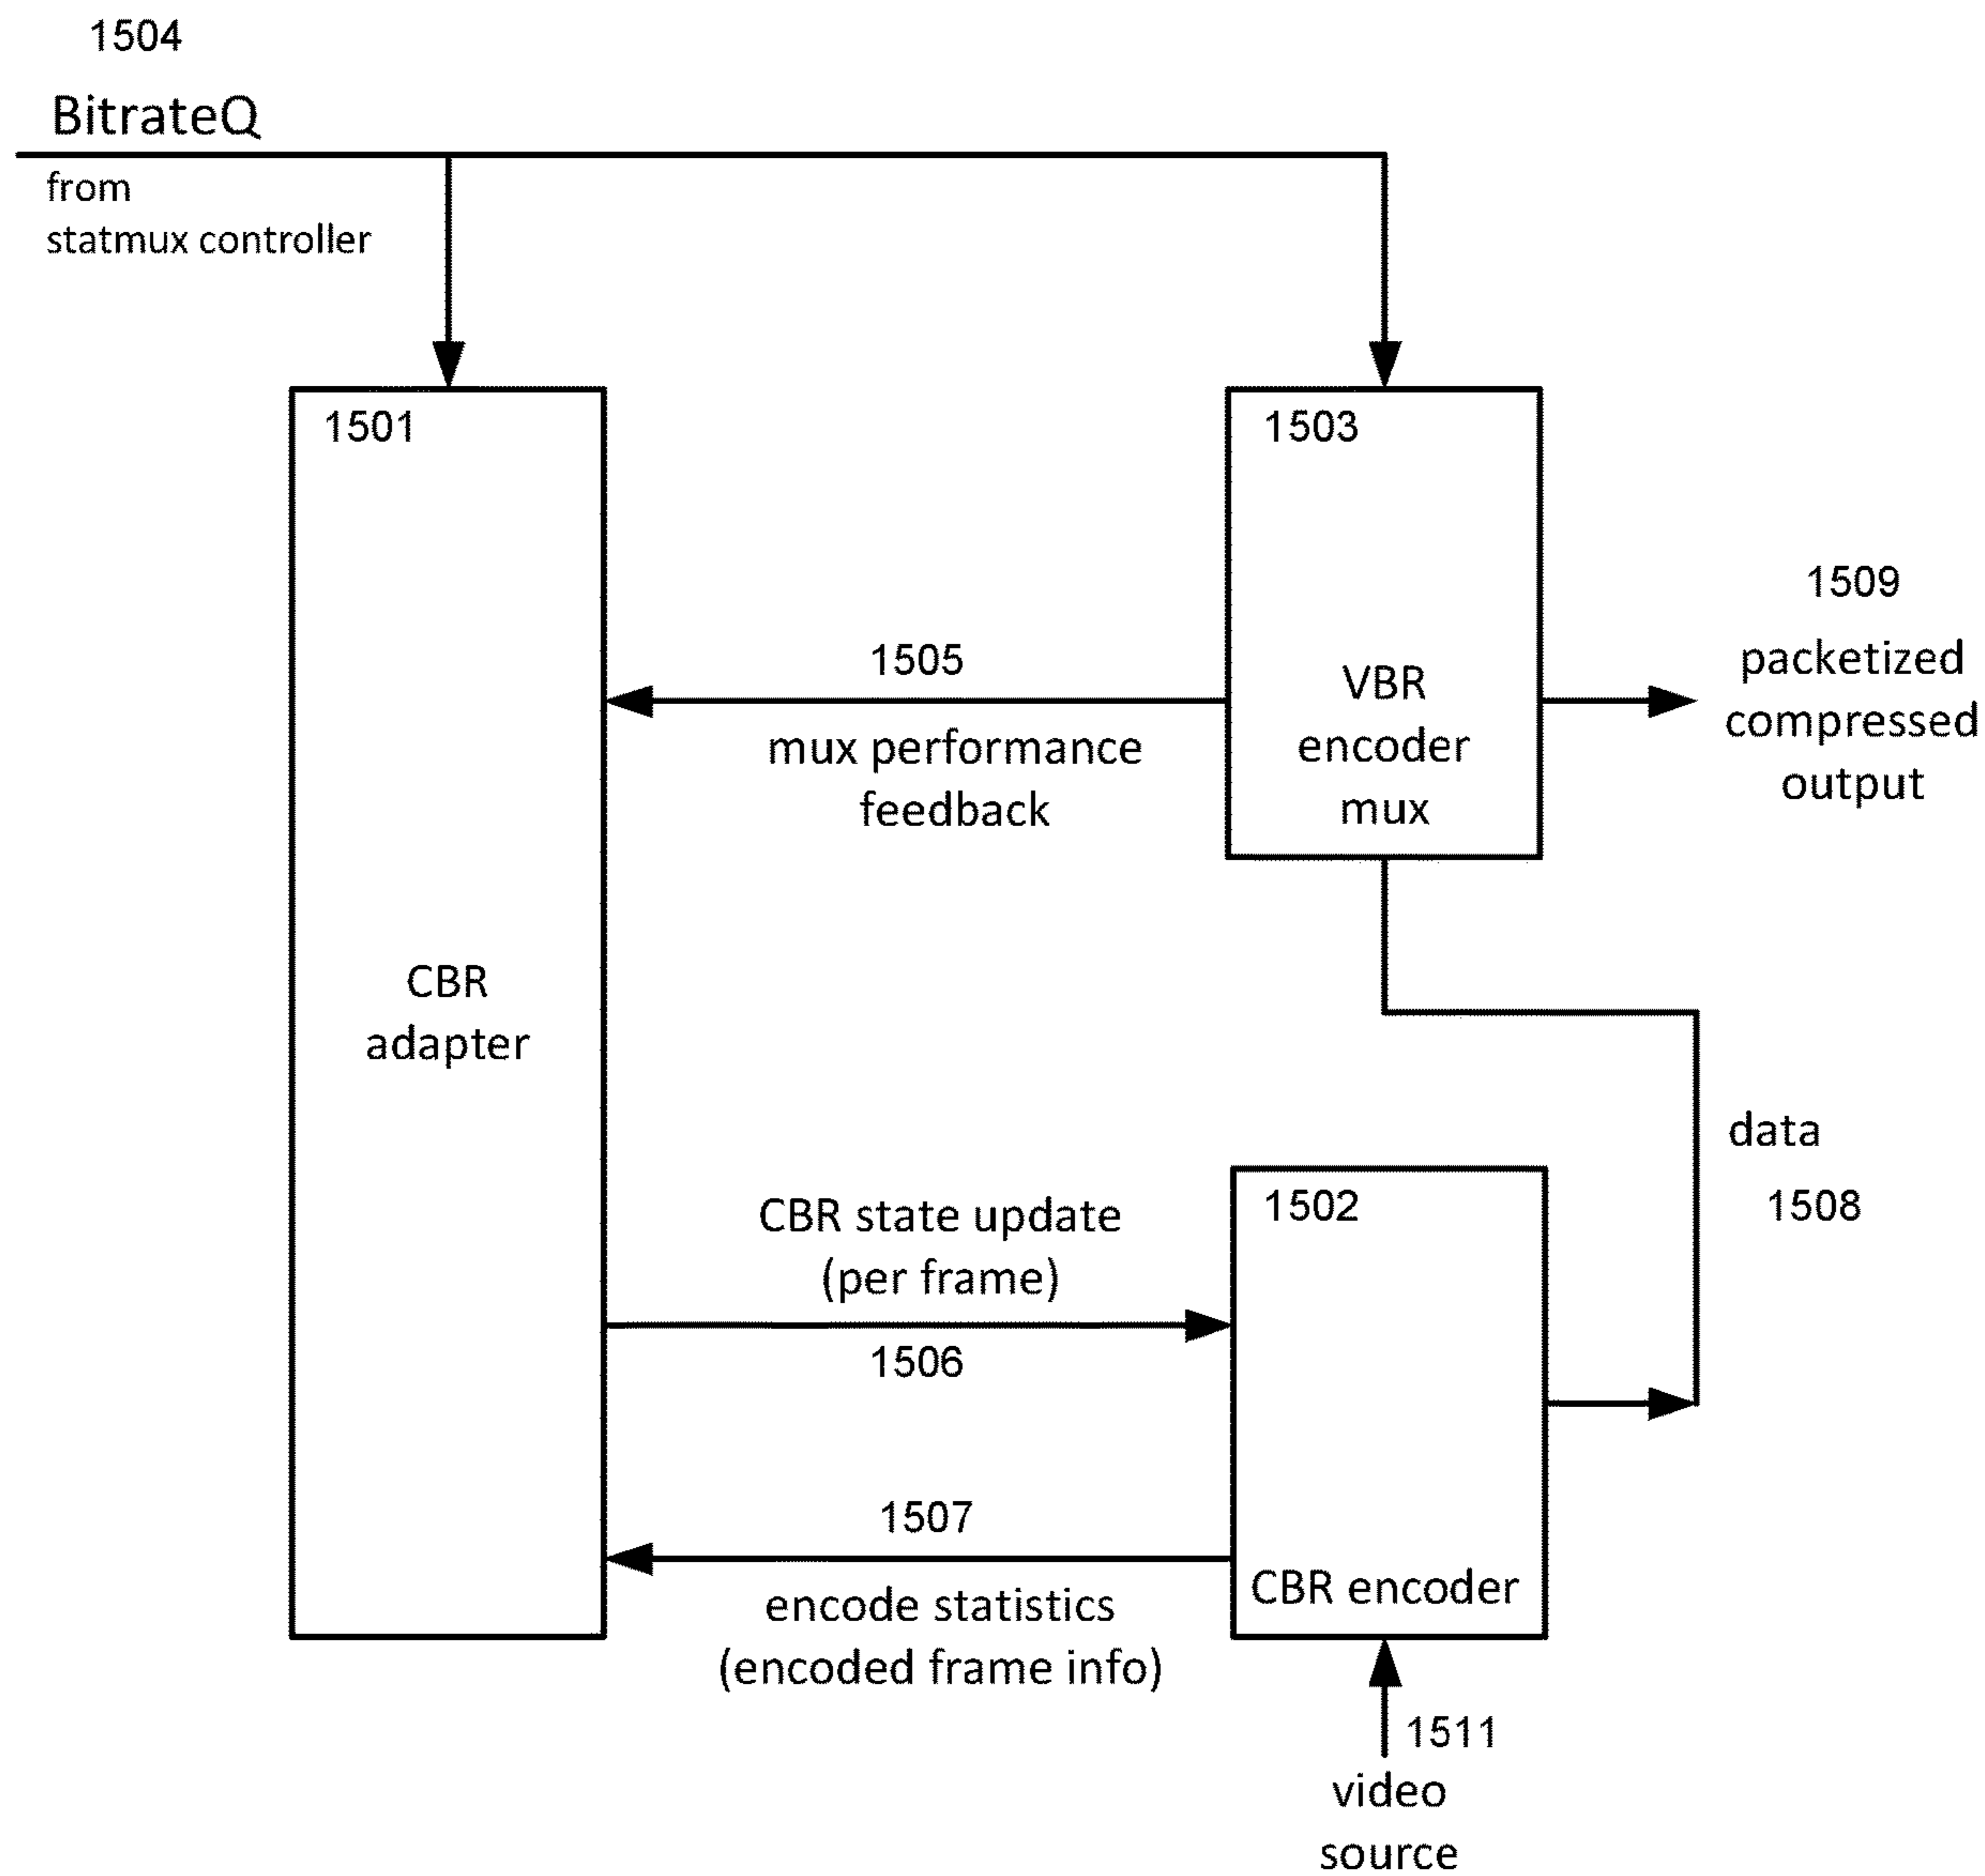 1504
BitrateQ
from
statmux controller
1501
CBR
adapter
1503
VBR
encoder
mux
1505
mux performance
feedback
1509
packetized
compressed
output
data
1508
CBR state update
(per frame)
1506
1502
CBR encoder
1507
encode statistics
(encoded frame info)
1511
video
source